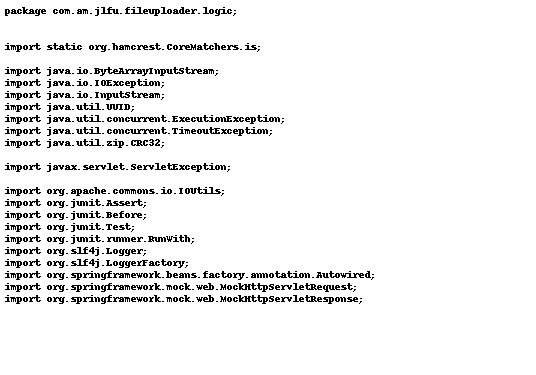 package com.am.jlfu.fileuploader.logic;
import static org.hamcrest.CoreMatchers.is;
import java.io.ByteArrayInputStream;
import java.io.IOException;
import java.io.InputStream;
import java.util.UUID;
import java.util.concurrent.ExecutionException;
import java.util.concurrent.TimeoutException;
import java.util.zip.CRC32;
import javax.servlet.ServletException;
import org.apache.commons.io.IOUtils;
import org.junit.Assert;
import org.junit.Before;
import org.junit.Test;
import org.junit.runner.RunWith;
import org.slf4j.Logger;
import org.slf4j.LoggerFactory;
import org.springframework.beans.factory.annotation.Autowired;
import org.springframework.mock.web.MockHttpServletRequest;
import org.springframework.mock.web.MockHttpServletResponse;